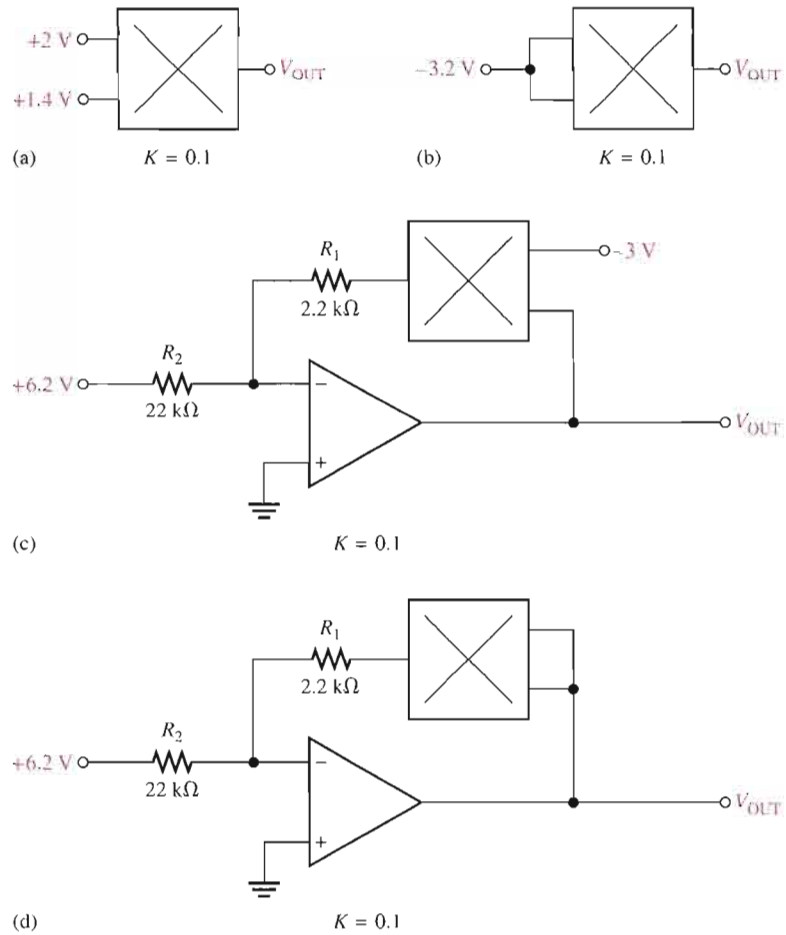 +2 V
+1.4 V
V_OUT
(a)
K = 0.1
−3.2 V
V_OUT
(b)
K = 0.1
R₁
2.2 kΩ
−3 V
R₂
+6.2 V
22 kΩ
−
+
V_OUT
(c)
K = 0.1
R₁
2.2 kΩ
R₂
+6.2 V
22 kΩ
−
+
V_OUT
(d)
K = 0.1